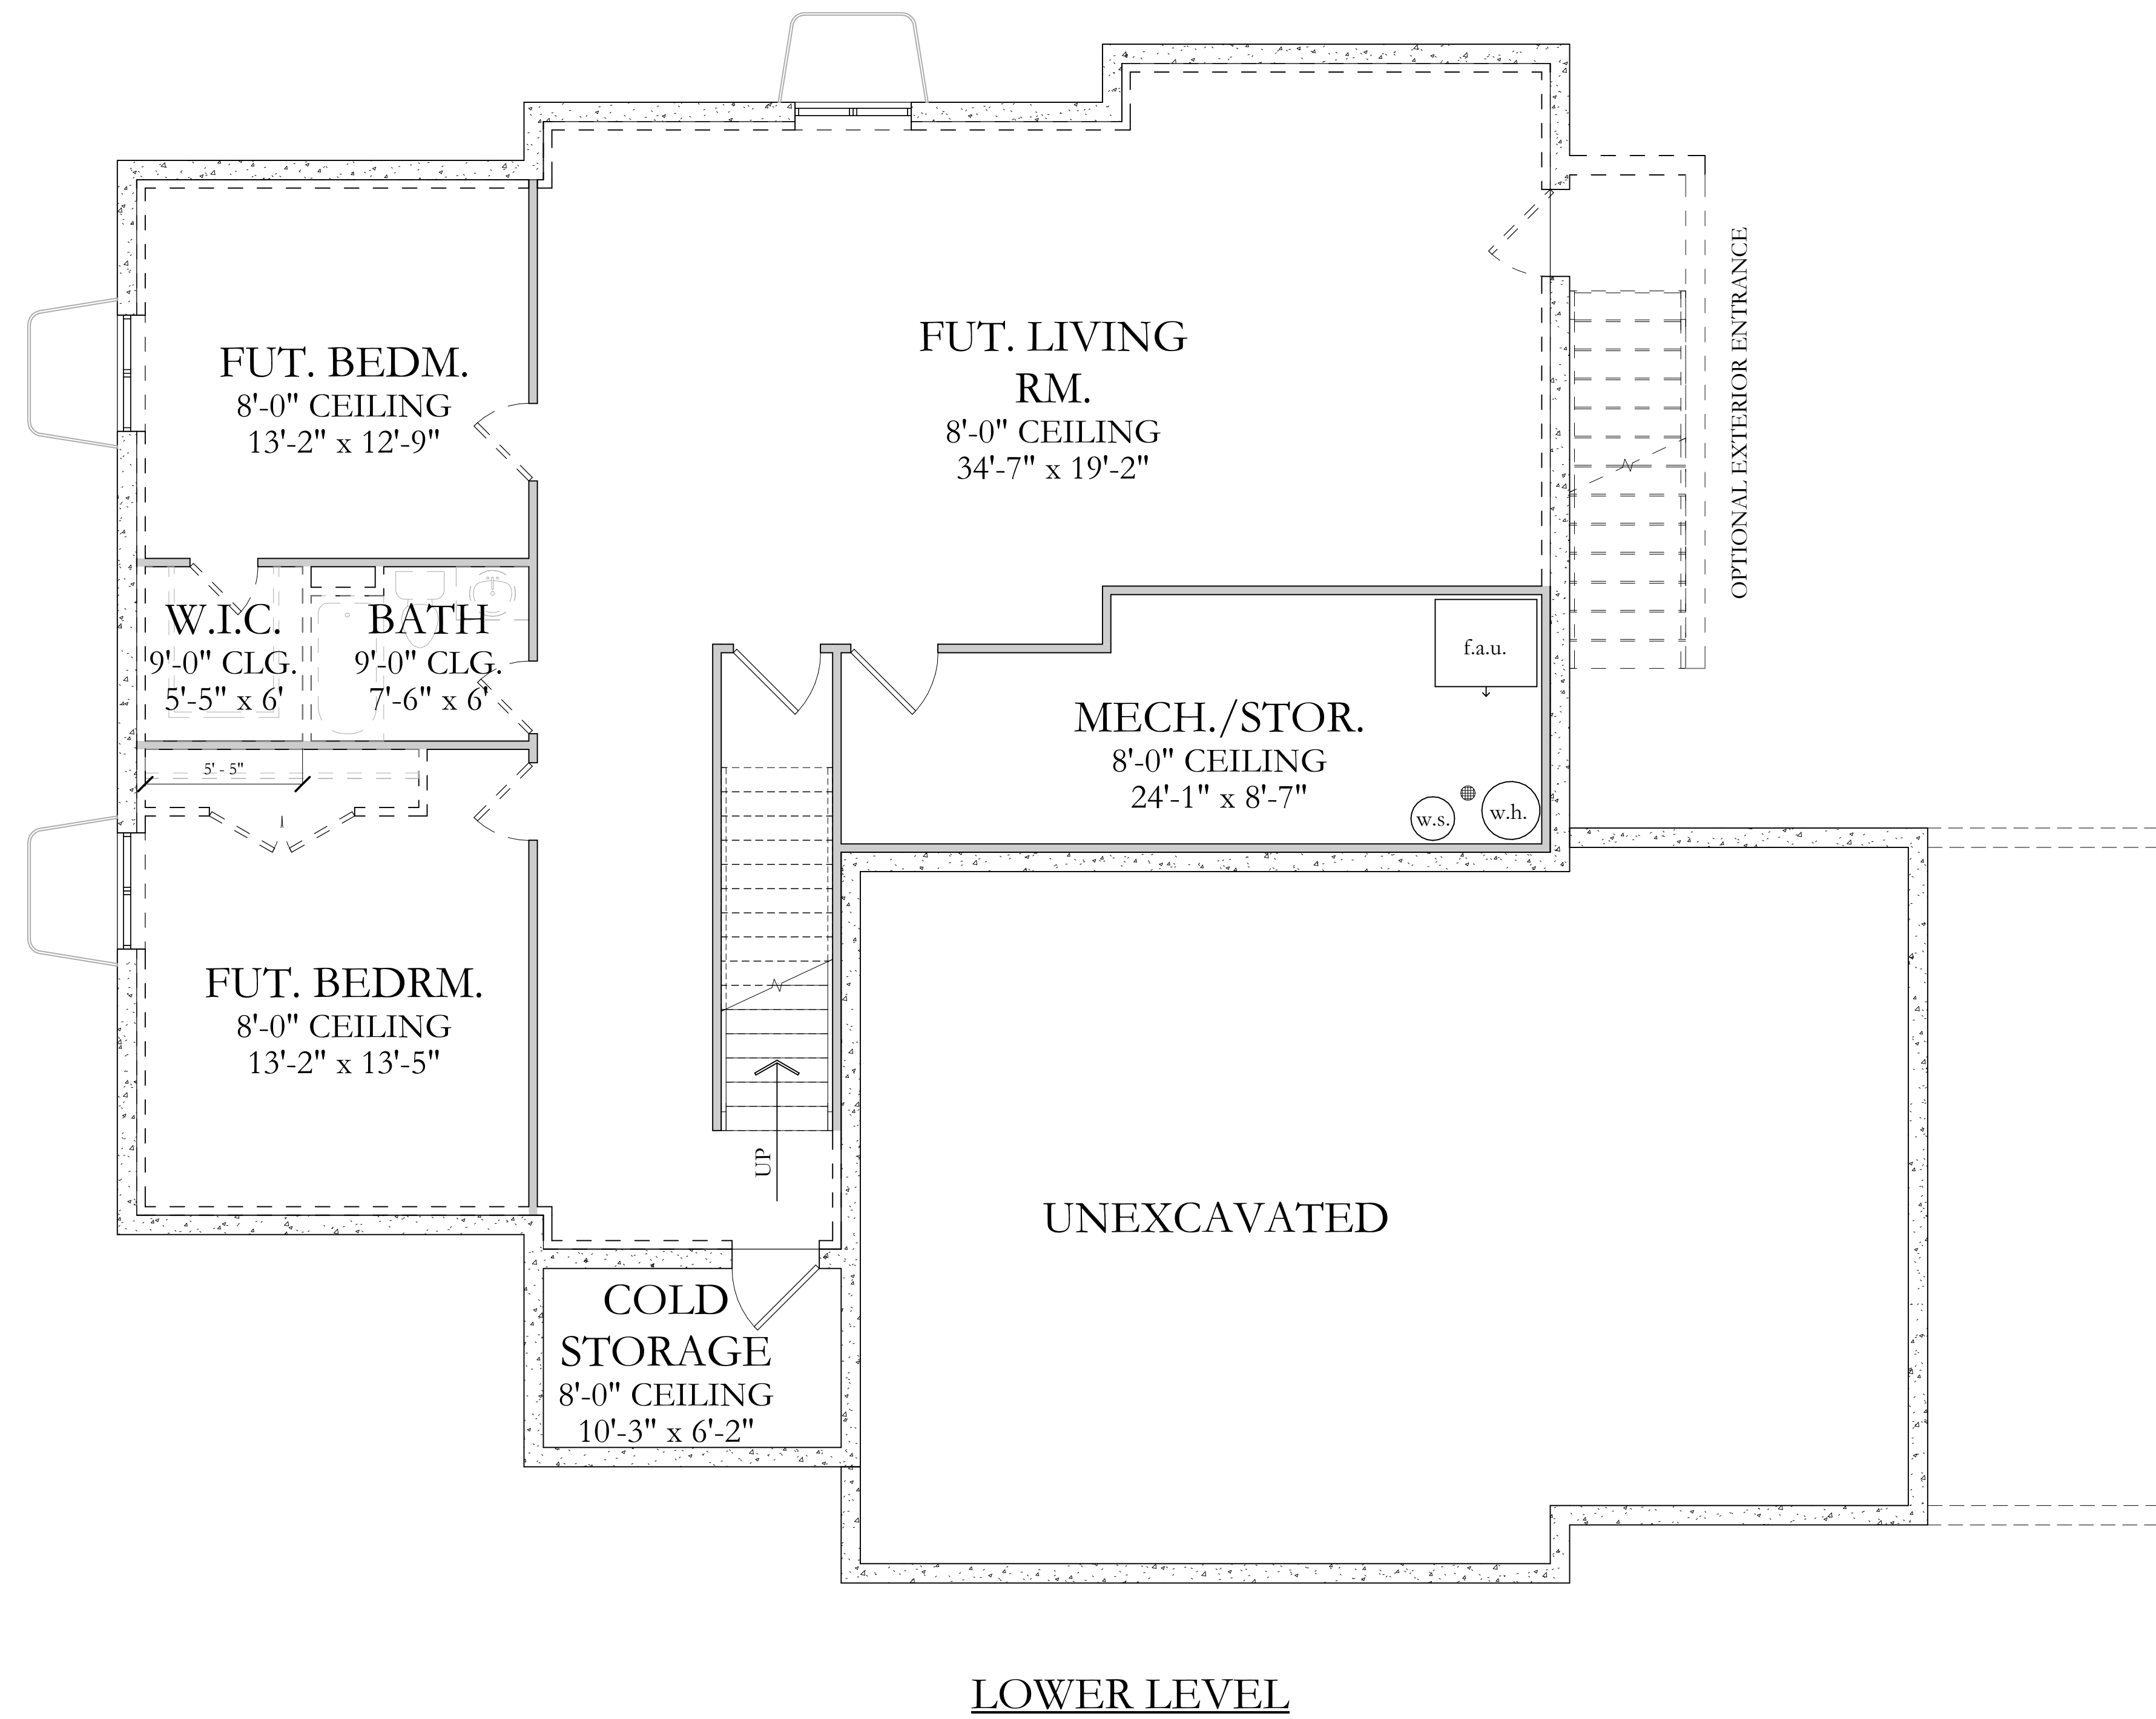 FUT. BEDM.
8'-0" CEILING
13'-2" x 12'-9"
FUT. LIVING
RM.
8'-0" CEILING
34'-7" x 19'-2"
OPTIONAL EXTERIOR ENTRANCE
W.I.C.
9'-0" CLG.
5'-5" x 6'
BATH
9'-0" CLG.
7'-6" x 6'
5' - 5"
f.a.u.
MECH./STOR.
8'-0" CEILING
24'-1" x 8'-7"
w.s.
w.h.
FUT. BEDRM.
8'-0" CEILING
13'-2" x 13'-5"
UP
UNEXCAVATED
COLD
STORAGE
8'-0" CEILING
10'-3" x 6'-2"
LOWER LEVEL